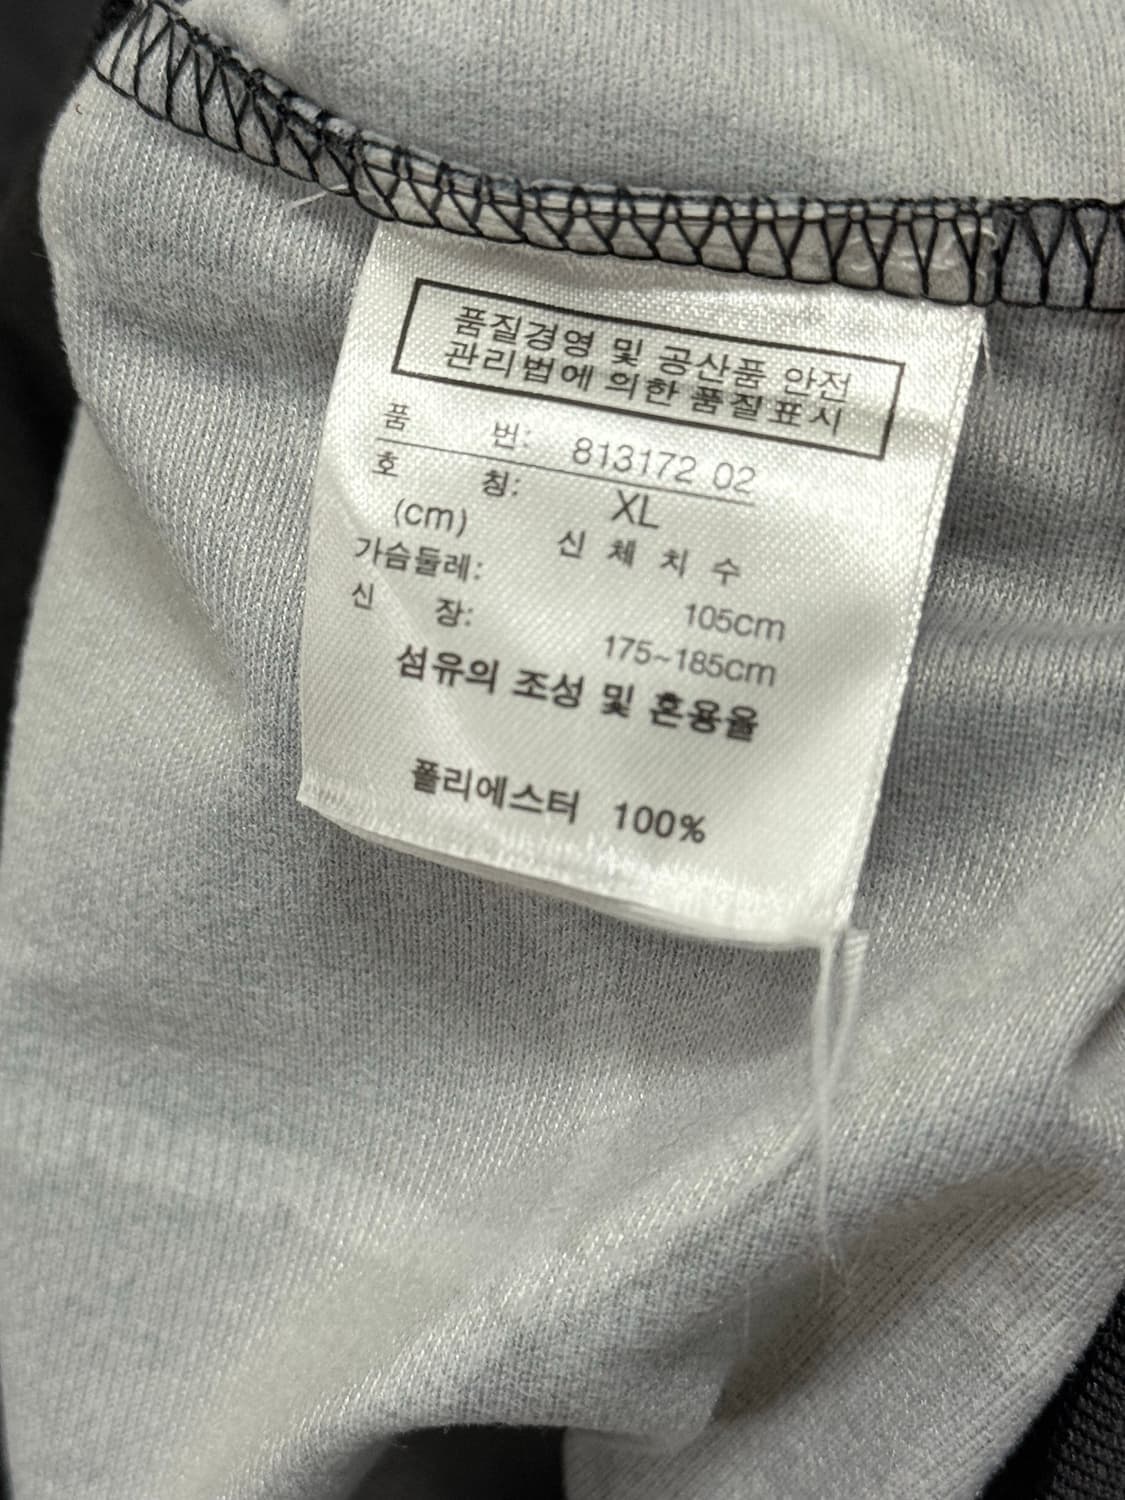 품질경영 및 공산품 안전
관리법에 의한 품질표시
품 번: 813172 02
호 칭: XL
(cm) 신 체 치 수
가슴둘레: 105cm
신 장: 175~185cm
섬유의 조성 및 혼용율
폴리에스터 100%